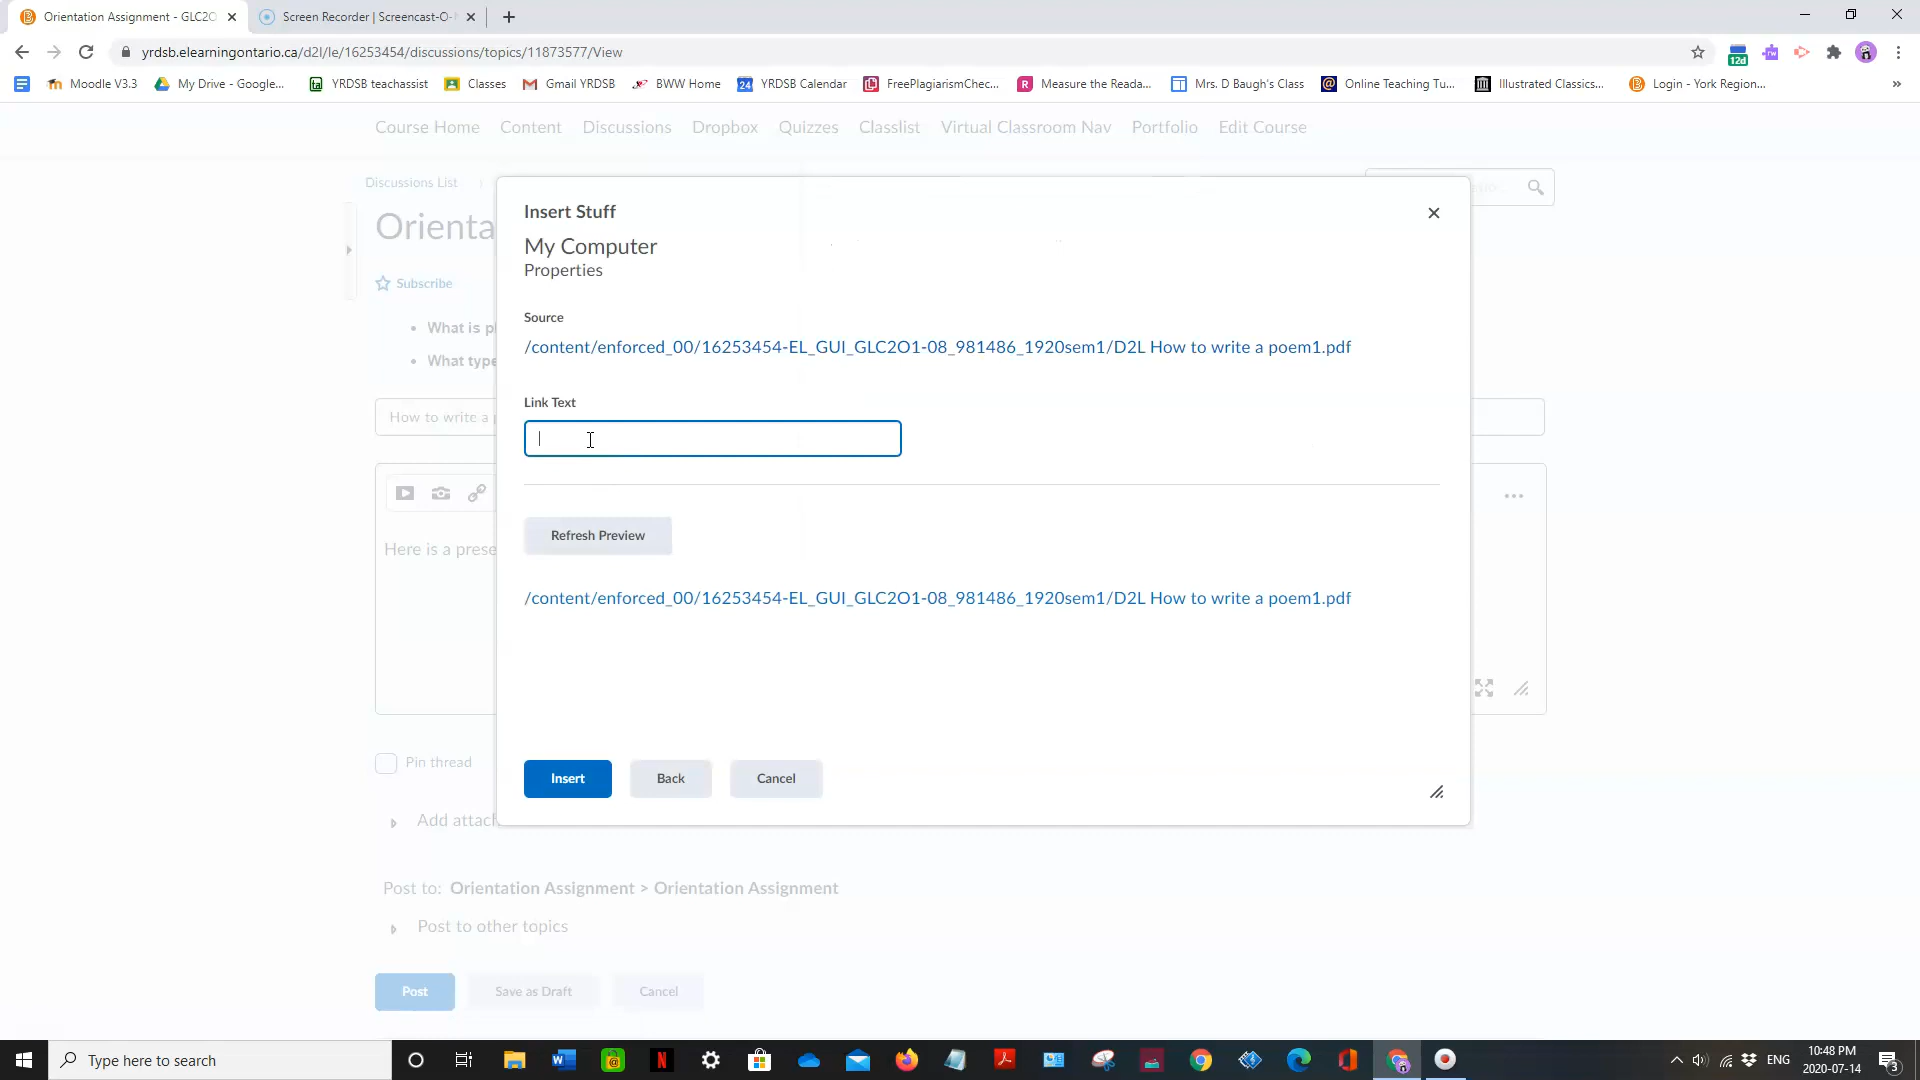 Orientation Assignment - GLC2O
Screen Recorder | Screencast-O-
yrdsb.elearningontario.ca/d2l/le/16253454/discussions/topics/11873577/View
12d
rw
Moodle V3.3
My Drive - Google...
ta YRDSB teachassist
Classes
Gmail YRDSB
BWW Home
24 YRDSB Calendar
FreePlagiarismChec...
R Measure the Reada...
Mrs. D Baugh's Class
@ Online Teaching Tu...
Illustrated Classics...
Login - York Region...
Course Home Content Discussions Dropbox Quizzes Classlist Virtual Classroom Nav Portfolio Edit Course
Discussions List
Orienta
Subscribe
What is p
What type
How to write a p
Here is a prese
Insert Stuff
My Computer
Properties
Source
/content/enforced_00/16253454-EL_GUI_GLC2O1-08_981486_1920sem1/D2L How to write a poem1.pdf
Link Text
Refresh Preview
/content/enforced_00/16253454-EL_GUI_GLC2O1-08_981486_1920sem1/D2L How to write a poem1.pdf
Insert Back Cancel
Pin thread
Add attach
Post to: Orientation Assignment > Orientation Assignment
Post to other topics
Post Save as Draft Cancel
Type here to search
ENG
10:48 PM
2020-07-14
3